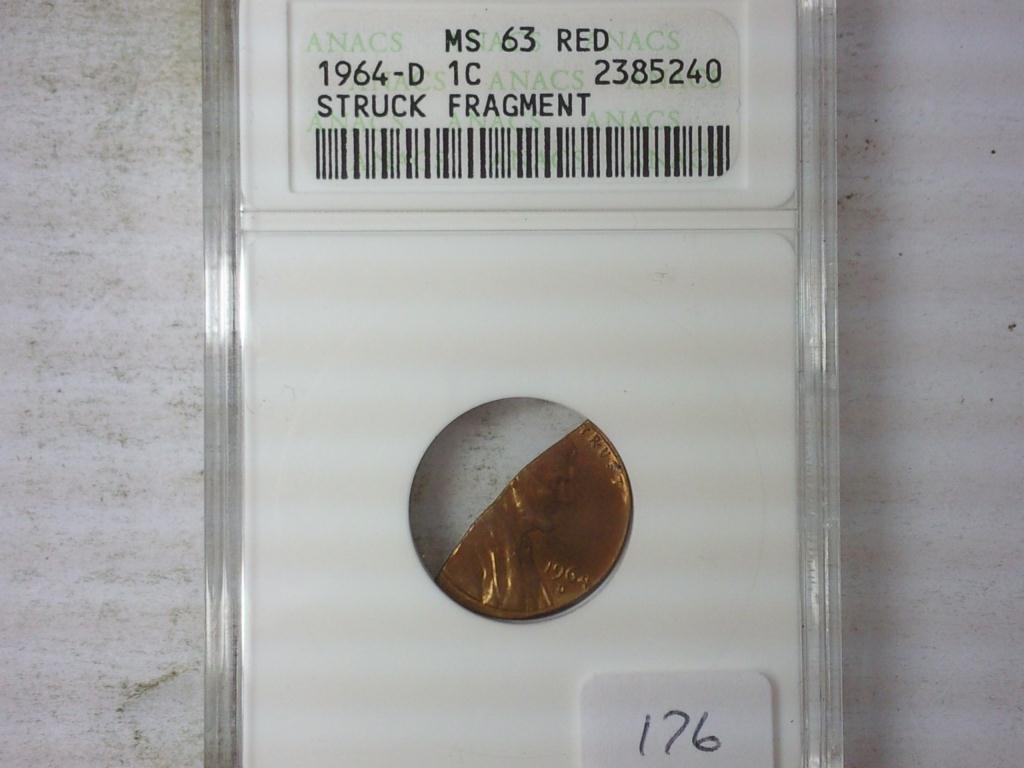 MS 63 RED
1964-D 1C 2385240
STRUCK FRAGMENT
TRUST
1964
D
176